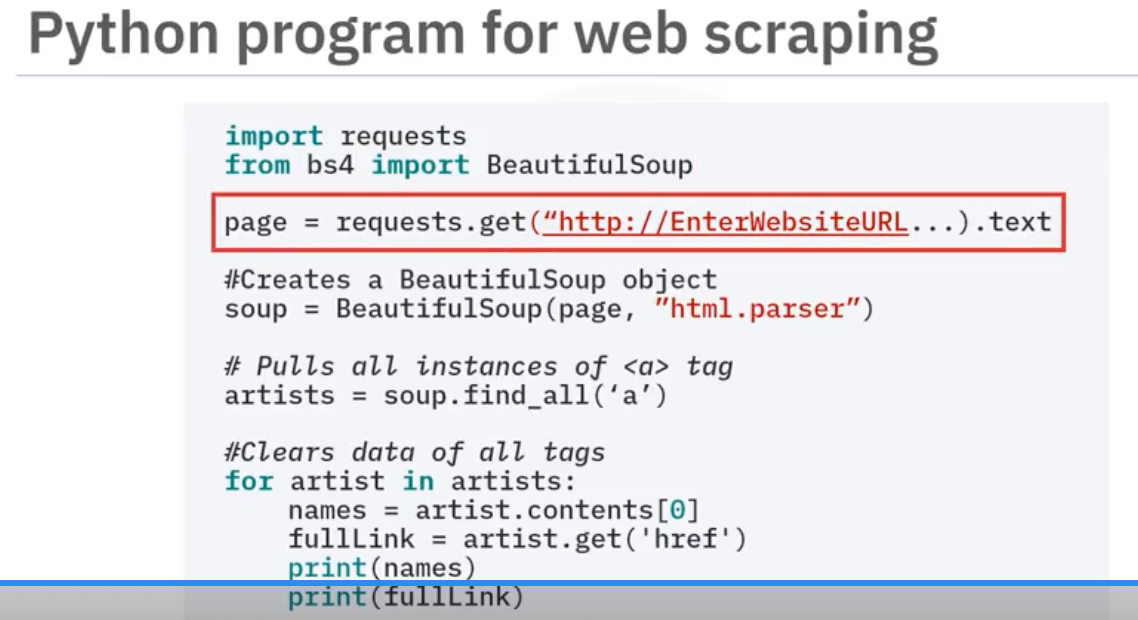 Python program for web scraping
import requests
from bs4 import BeautifulSoup
page = requests.get(“http://EnterWebsiteURL...).text
#Creates a BeautifulSoup object
soup = BeautifulSoup(page, ”html.parser”)
# Pulls all instances of <a> tag
artists = soup.find_all(‘a’)
#Clears data of all tags
for artist in artists:
    names = artist.contents[0]
    fullLink = artist.get('href')
    print(names)
    print(fullLink)